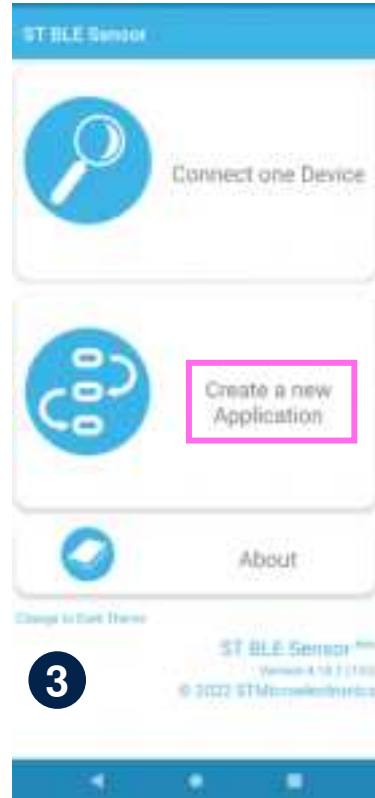 ST BLE Sensor
Connect one Device
Create a new
Application
About
Change to Dark Theme
ST BLE Sensor
Version
© 2022 STMicroelectronics
3